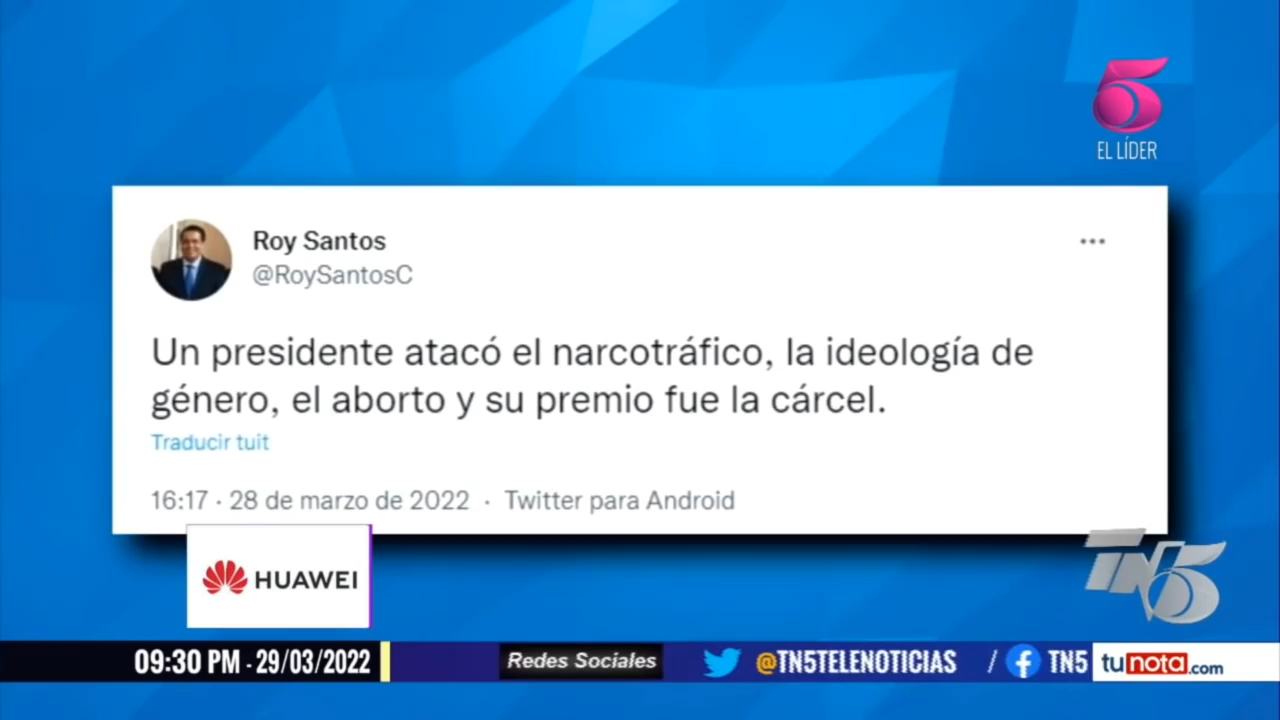 5
EL LÍDER
Roy Santos
@RoySantosC
Un presidente atacó el narcotráfico, la ideología de
género, el aborto y su premio fue la cárcel.
Traducir tuit
16:17 · 28 de marzo de 2022 · Twitter para Android
HUAWEI
TN5
09:30 PM - 29/03/2022
Redes Sociales
@TN5TELENOTICIAS / TN5
tunota.com